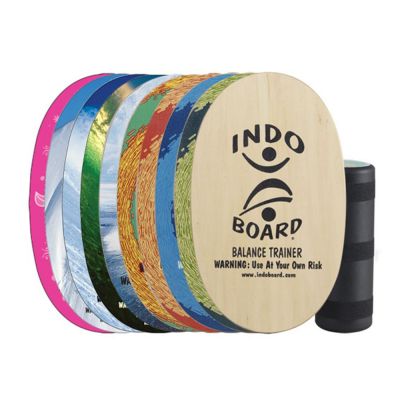 INDO
BOARD®
BALANCE TRAINER
WARNING: Use At Your Own Risk
www.indoboard.com